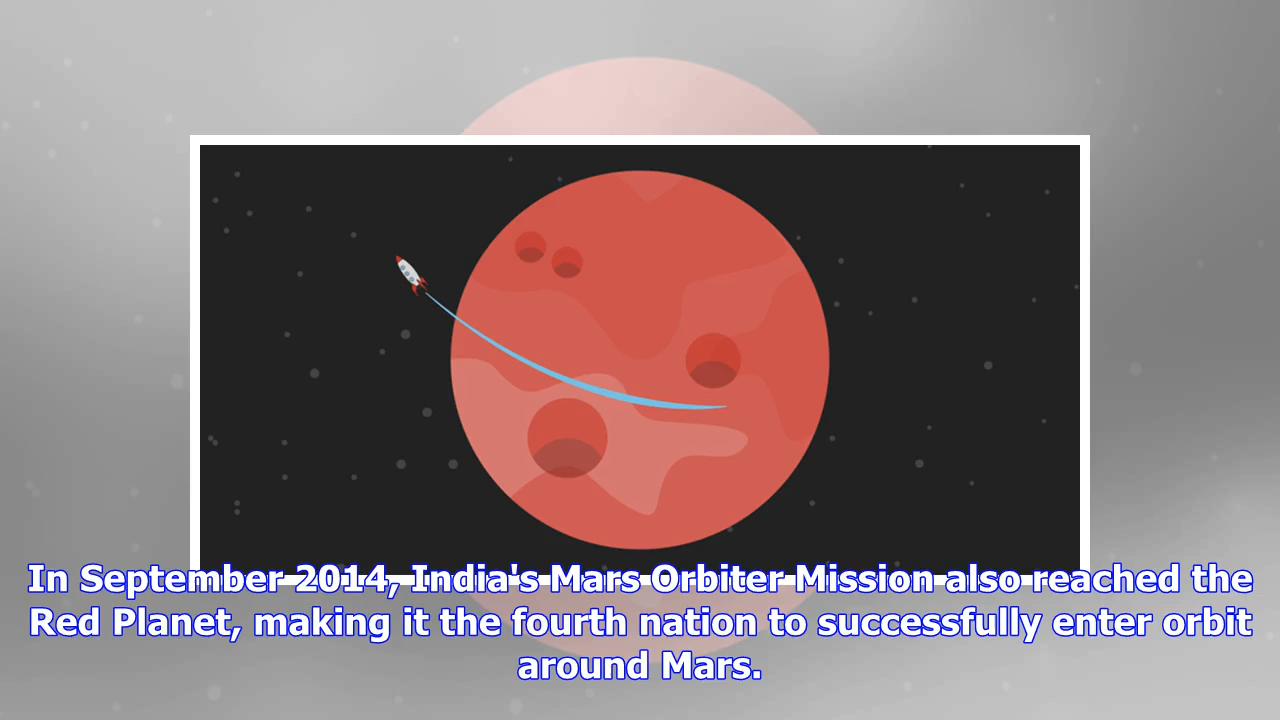 In September 2014, India's Mars Orbiter Mission also reached the
Red Planet, making it the fourth nation to successfully enter orbit
around Mars.